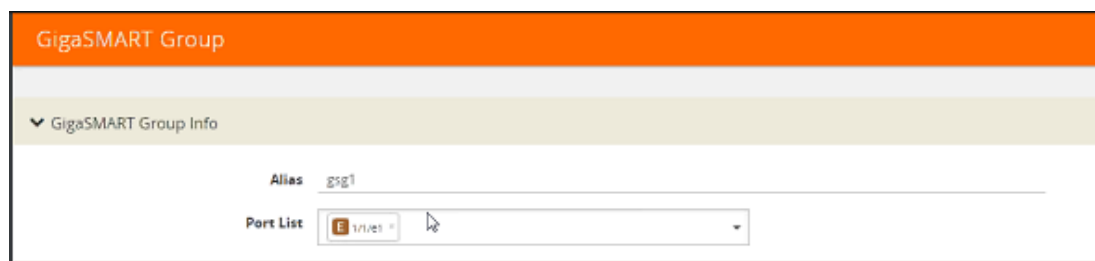 GigaSMART Group
GigaSMART Group Info
Alias gsg1
Port List E 1/1/e1 ×